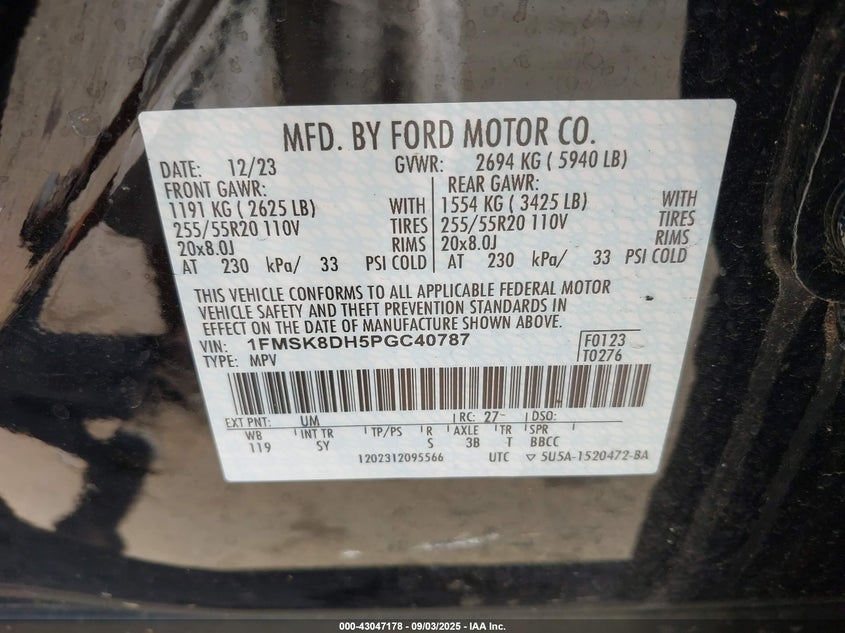 MFD. BY FORD MOTOR CO.
DATE: 12/23 GVWR: 2694 KG ( 5940 LB)
FRONT GAWR: REAR GAWR:
1191 KG ( 2625 LB) WITH 1554 KG ( 3425 LB) WITH
255/55R20 110V TIRES 255/55R20 110V TIRES
20x8.0J RIMS 20x8.0J RIMS
AT 230 kPa/ 33 PSI COLD AT 230 kPa/ 33 PSI COLD
THIS VEHICLE CONFORMS TO ALL APPLICABLE FEDERAL MOTOR
VEHICLE SAFETY AND THEFT PREVENTION STANDARDS IN
EFFECT ON THE DATE OF MANUFACTURE SHOWN ABOVE.
VIN: 1FMSK8DH5PGC40787 F0123
TYPE: MPV T0276
EXT PNT: UM RC: 27 DSO:
WB INT TR TP/PS R AXLE TR SPR
119 SY S 3B T BBCC
1202312095566 UTC ▽ 5U5A-1520472-BA
000-43047178 - 09/03/2025 - IAA Inc.